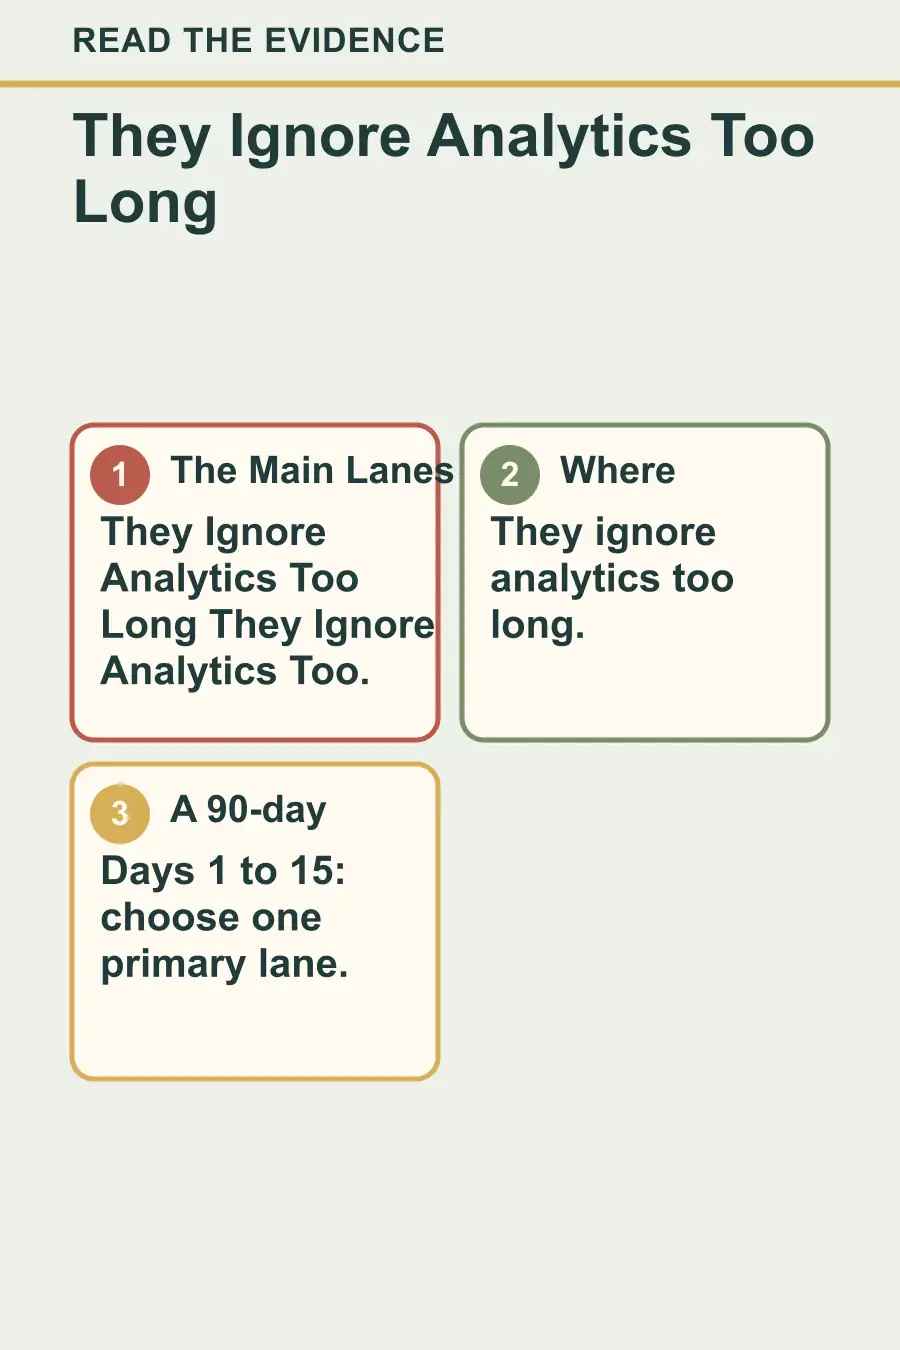 READ THE EVIDENCE
They Ignore Analytics Too
Long
1 The Main Lanes
They Ignore
Analytics Too
Long They Ignore
Analytics Too.
2 Where
They ignore
analytics too
long.
3 A 90-day
Days 1 to 15:
choose one
primary lane.